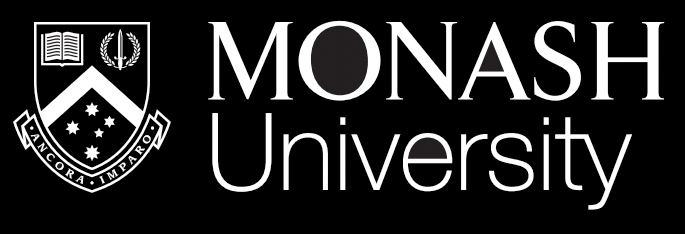 MONASH
University
· ANCORA · IMPARO ·